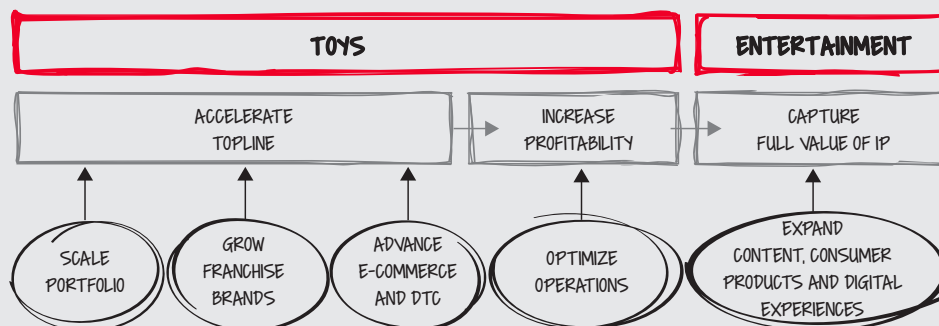 TOYS
ENTERTAINMENT
ACCELERATE
TOPLINE
INCREASE
PROFITABILITY
CAPTURE
FULL VALUE OF IP
SCALE
PORTFOLIO
GROW
FRANCHISE
BRANDS
ADVANCE
E-COMMERCE
AND DTC
OPTIMIZE
OPERATIONS
EXPAND
CONTENT, CONSUMER
PRODUCTS AND DIGITAL
EXPERIENCES